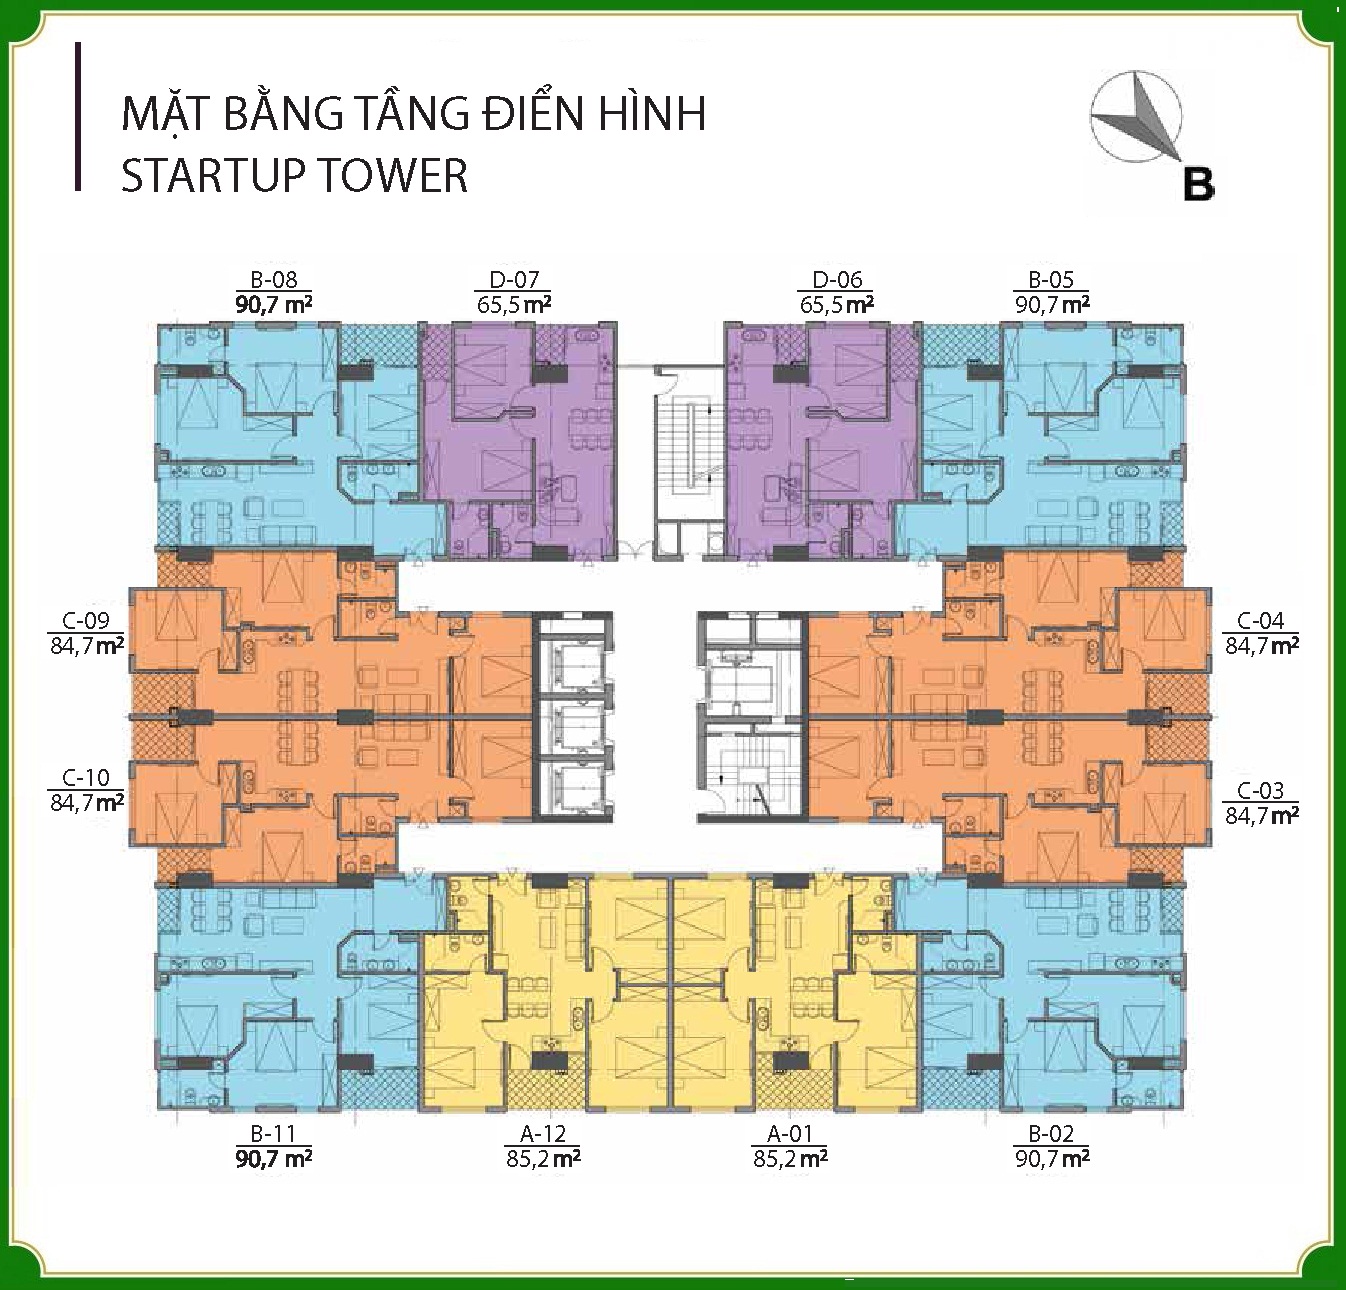 MẶT BẰNG TẦNG ĐIỂN HÌNH
STARTUP TOWER
B
B-08
90,7 m²
D-07
65,5 m²
D-06
65,5 m²
B-05
90,7 m²
C-09
84,7 m²
C-04
84,7 m²
C-10
84,7 m²
C-03
84,7 m²
B-11
90,7 m²
A-12
85,2 m²
A-01
85,2 m²
B-02
90,7 m²